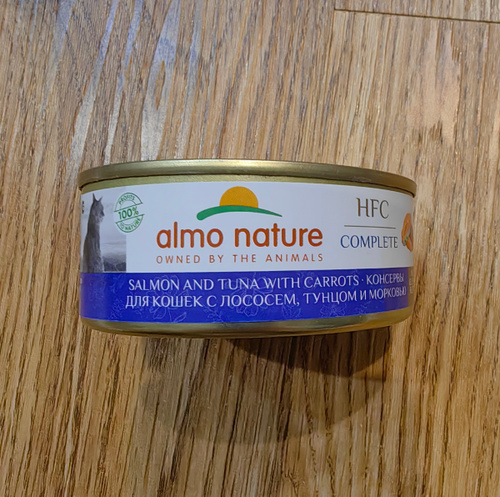 100%
almo nature
OWNED BY THE ANIMALS
HFC
COMPLETE
SALMON AND TUNA WITH CARROTS · КОНСЕРВЫ
ДЛЯ КОШЕК С ЛОСОСЕМ, ТУНЦОМ И МОРКОВЬЮ